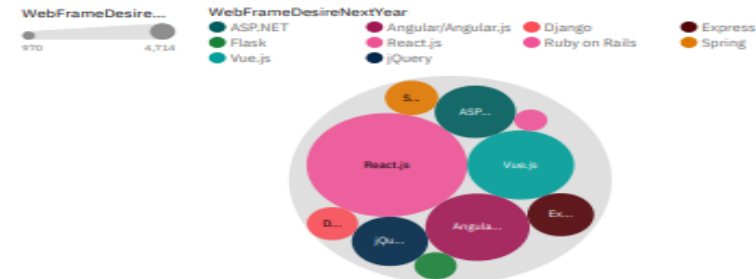 WebFrameDesire...
970 4,714
WebFrameDesireNextYear
ASP.NET Angular/Angular.js Django Express
Flask React.js Ruby on Rails Spring
Vue.js jQuery
S...
ASP...
React.js
Vue.js
D...
jQu...
Angula...
Ex...